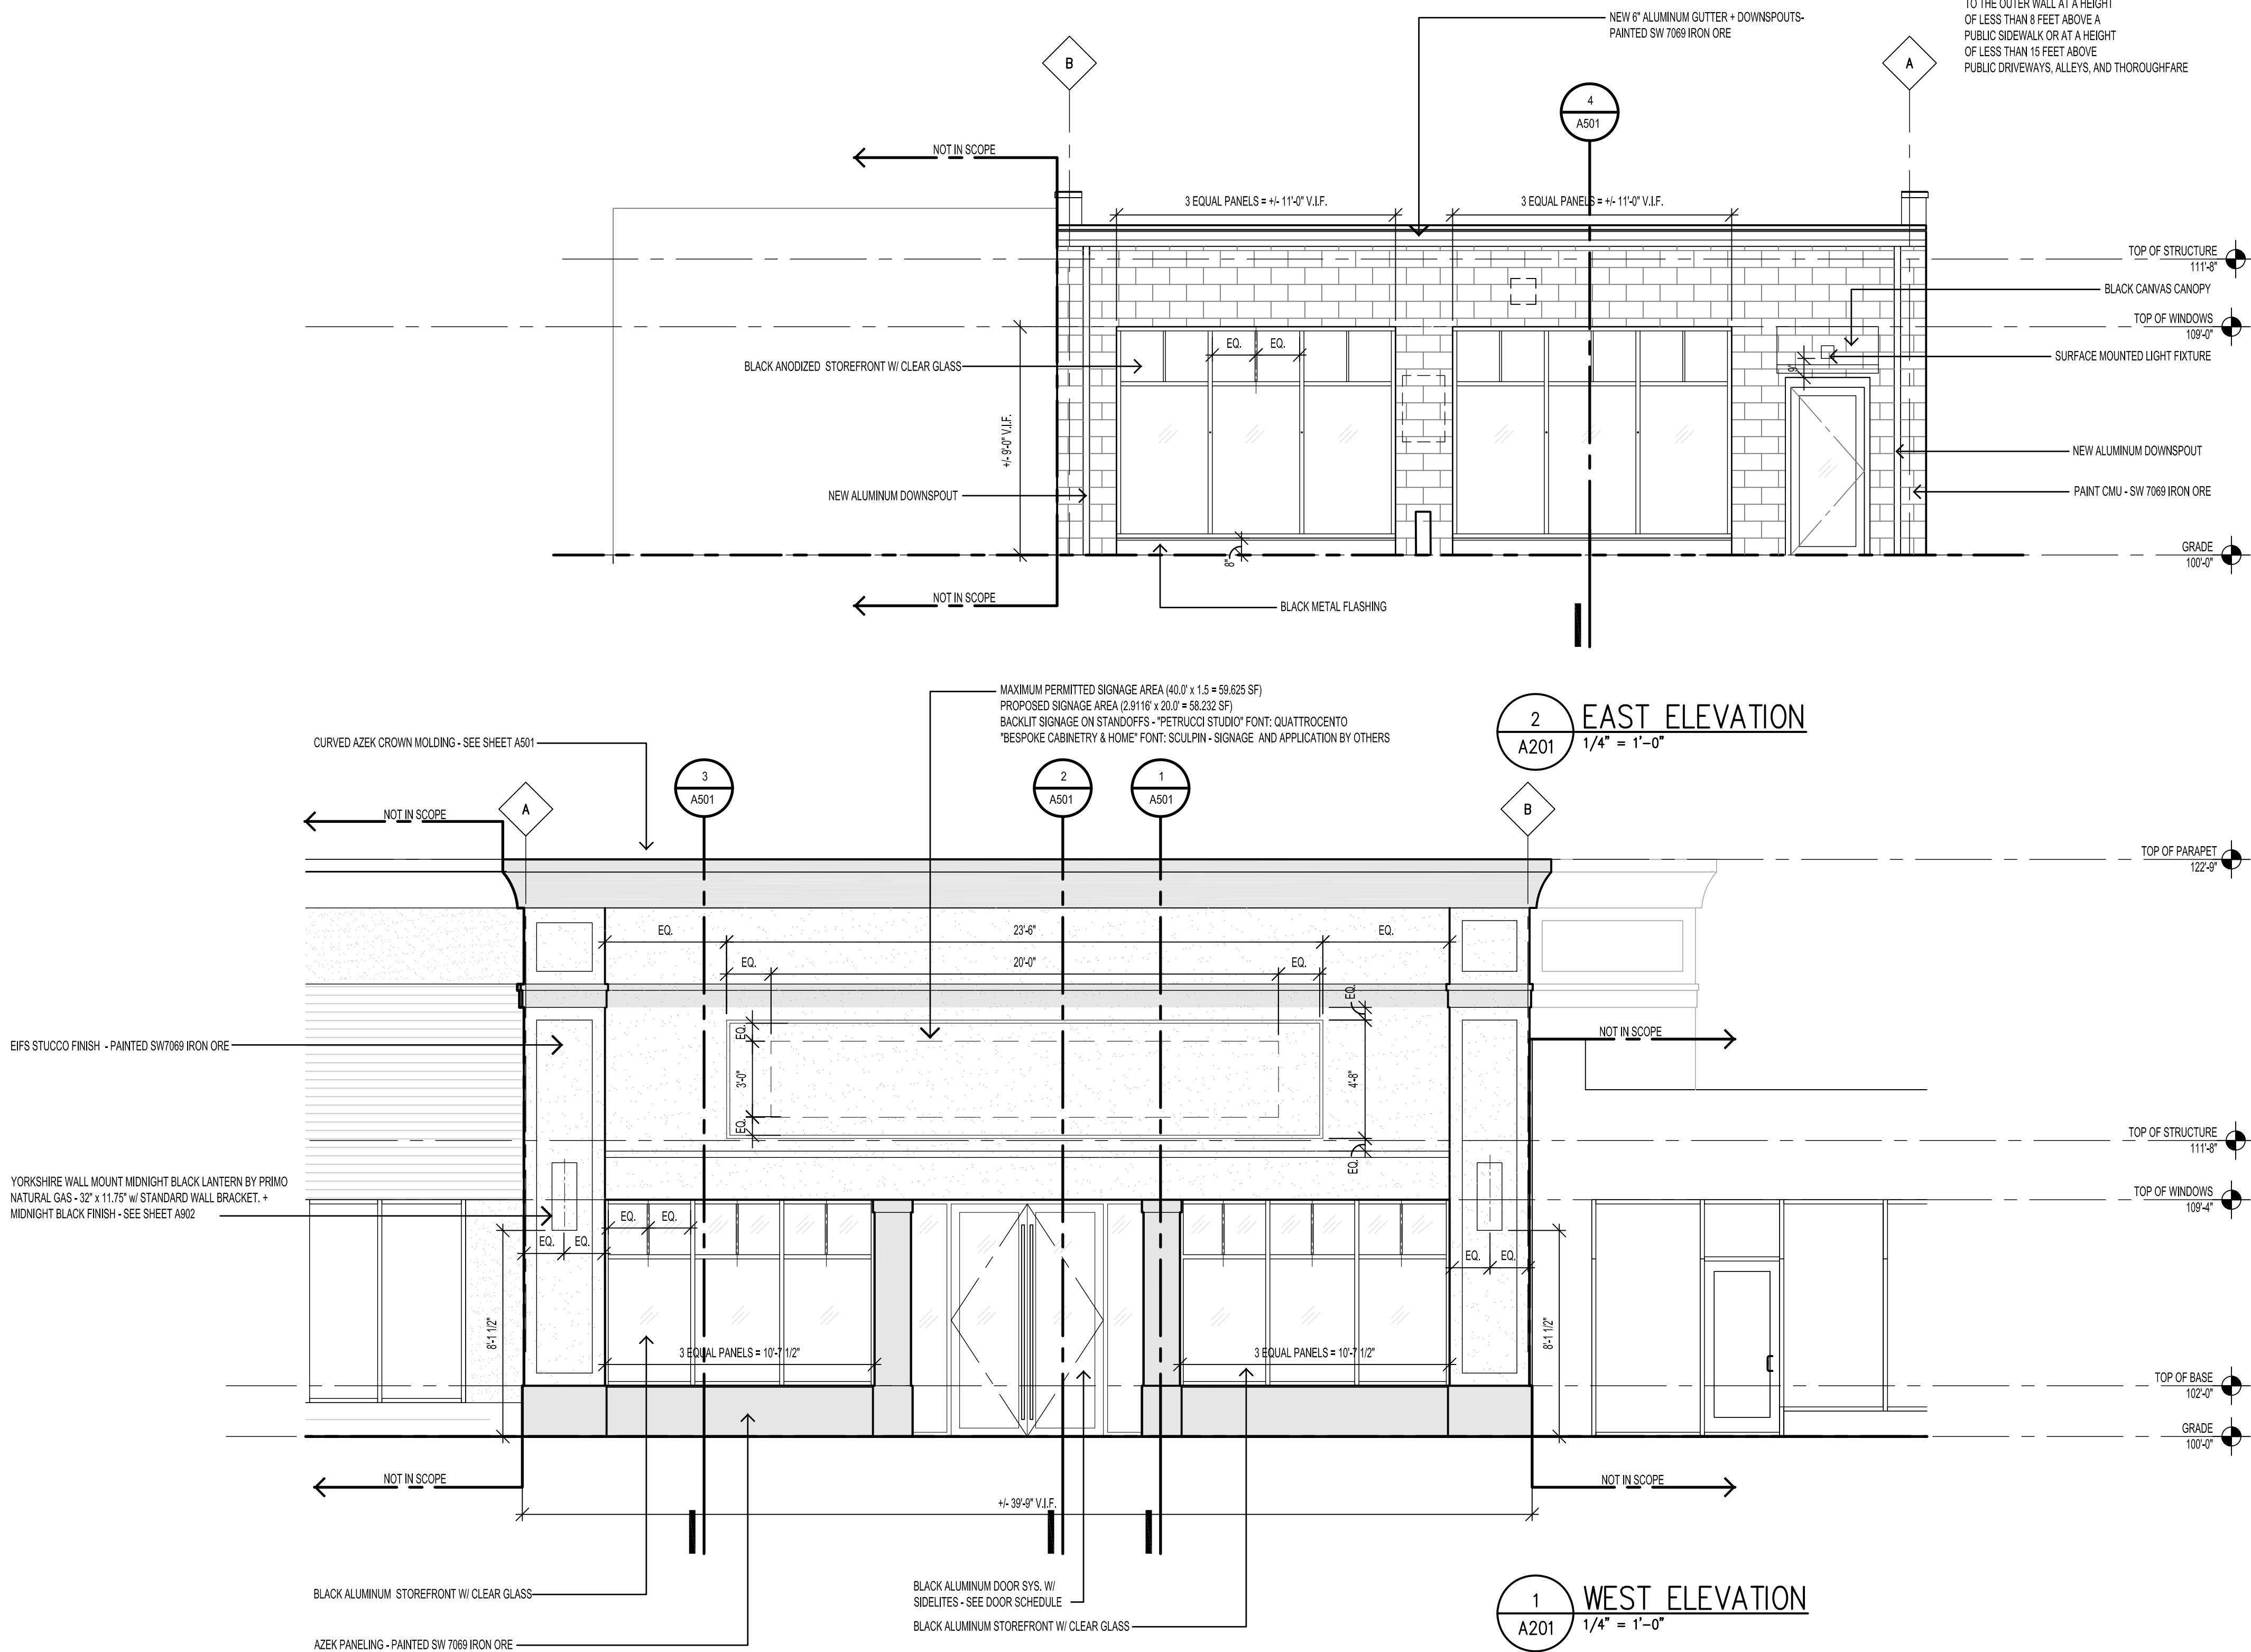 TO THE OUTER WALL AT A HEIGHT
OF LESS THAN 8 FEET ABOVE A
PUBLIC SIDEWALK OR AT A HEIGHT
OF LESS THAN 15 FEET ABOVE
PUBLIC DRIVEWAYS, ALLEYS, AND THOROUGHFARE
NEW 6" ALUMINUM GUTTER + DOWNSPOUTS-
PAINTED SW 7069 IRON ORE
B
A
4
A501
NOT IN SCOPE
3 EQUAL PANELS = +/- 11'-0" V.I.F.
3 EQUAL PANELS = +/- 11'-0" V.I.F.
TOP OF STRUCTURE
111'-8"
BLACK CANVAS CANOPY
TOP OF WINDOWS
109'-0"
EQ.
EQ.
SURFACE MOUNTED LIGHT FIXTURE
BLACK ANODIZED STOREFRONT W/ CLEAR GLASS
9"
+/- 9'-0" V.I.F.
NEW ALUMINUM DOWNSPOUT
NEW ALUMINUM DOWNSPOUT
PAINT CMU - SW 7069 IRON ORE
GRADE
100'-0"
8"
NOT IN SCOPE
BLACK METAL FLASHING
2
A201
EAST ELEVATION
1/4" = 1'-0"
MAXIMUM PERMITTED SIGNAGE AREA (40.0' x 1.5 = 59.625 SF)
PROPOSED SIGNAGE AREA (2.9116' x 20.0' = 58.232 SF)
BACKLIT SIGNAGE ON STANDOFFS - "PETRUCCI STUDIO" FONT: QUATTROCENTO
"BESPOKE CABINETRY & HOME" FONT: SCULPIN - SIGNAGE AND APPLICATION BY OTHERS
CURVED AZEK CROWN MOLDING - SEE SHEET A501
3
A501
2
A501
1
A501
A
B
NOT IN SCOPE
TOP OF PARAPET
122'-9"
EQ.
23'-6"
EQ.
EQ.
20'-0"
EQ.
EQ.
EQ.
3'-0"
EQ.
4'-8"
EQ.
NOT IN SCOPE
EIFS STUCCO FINISH - PAINTED SW7069 IRON ORE
TOP OF STRUCTURE
111'-8"
YORKSHIRE WALL MOUNT MIDNIGHT BLACK LANTERN BY PRIMO
NATURAL GAS - 32" x 11.75" w/ STANDARD WALL BRACKET. +
MIDNIGHT BLACK FINISH - SEE SHEET A902
TOP OF WINDOWS
109'-4"
EQ.
EQ.
EQ.
EQ.
EQ.
EQ.
8'-1 1/2"
8'-1 1/2"
3 EQUAL PANELS = 10'-7 1/2"
3 EQUAL PANELS = 10'-7 1/2"
TOP OF BASE
102'-0"
GRADE
100'-0"
NOT IN SCOPE
NOT IN SCOPE
+/- 39'-9" V.I.F.
BLACK ALUMINUM STOREFRONT W/ CLEAR GLASS
BLACK ALUMINUM DOOR SYS. W/
SIDELITES - SEE DOOR SCHEDULE
BLACK ALUMINUM STOREFRONT W/ CLEAR GLASS
AZEK PANELING - PAINTED SW 7069 IRON ORE
1
A201
WEST ELEVATION
1/4" = 1'-0"